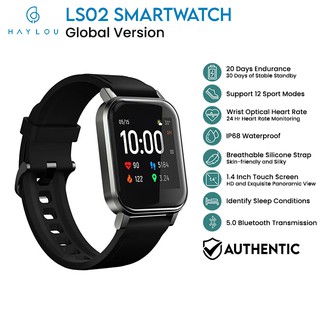 HAYLOU
LS02 SMARTWATCH
Global Version
20 Days Endurance
30 Days of Stable Standby
Support 12 Sport Modes
Wrist Optical Heart Rate
24 Hr Heart Rate Monitoring
IP68 Waterproof
Breathable Silicone Strap
Skin-friendly and Silky
1.4 Inch Touch Screen
HD and Exquisite Panoramic View
Identify Sleep Conditions
5.0 Bluetooth Transmission
AUTHENTIC
10:08